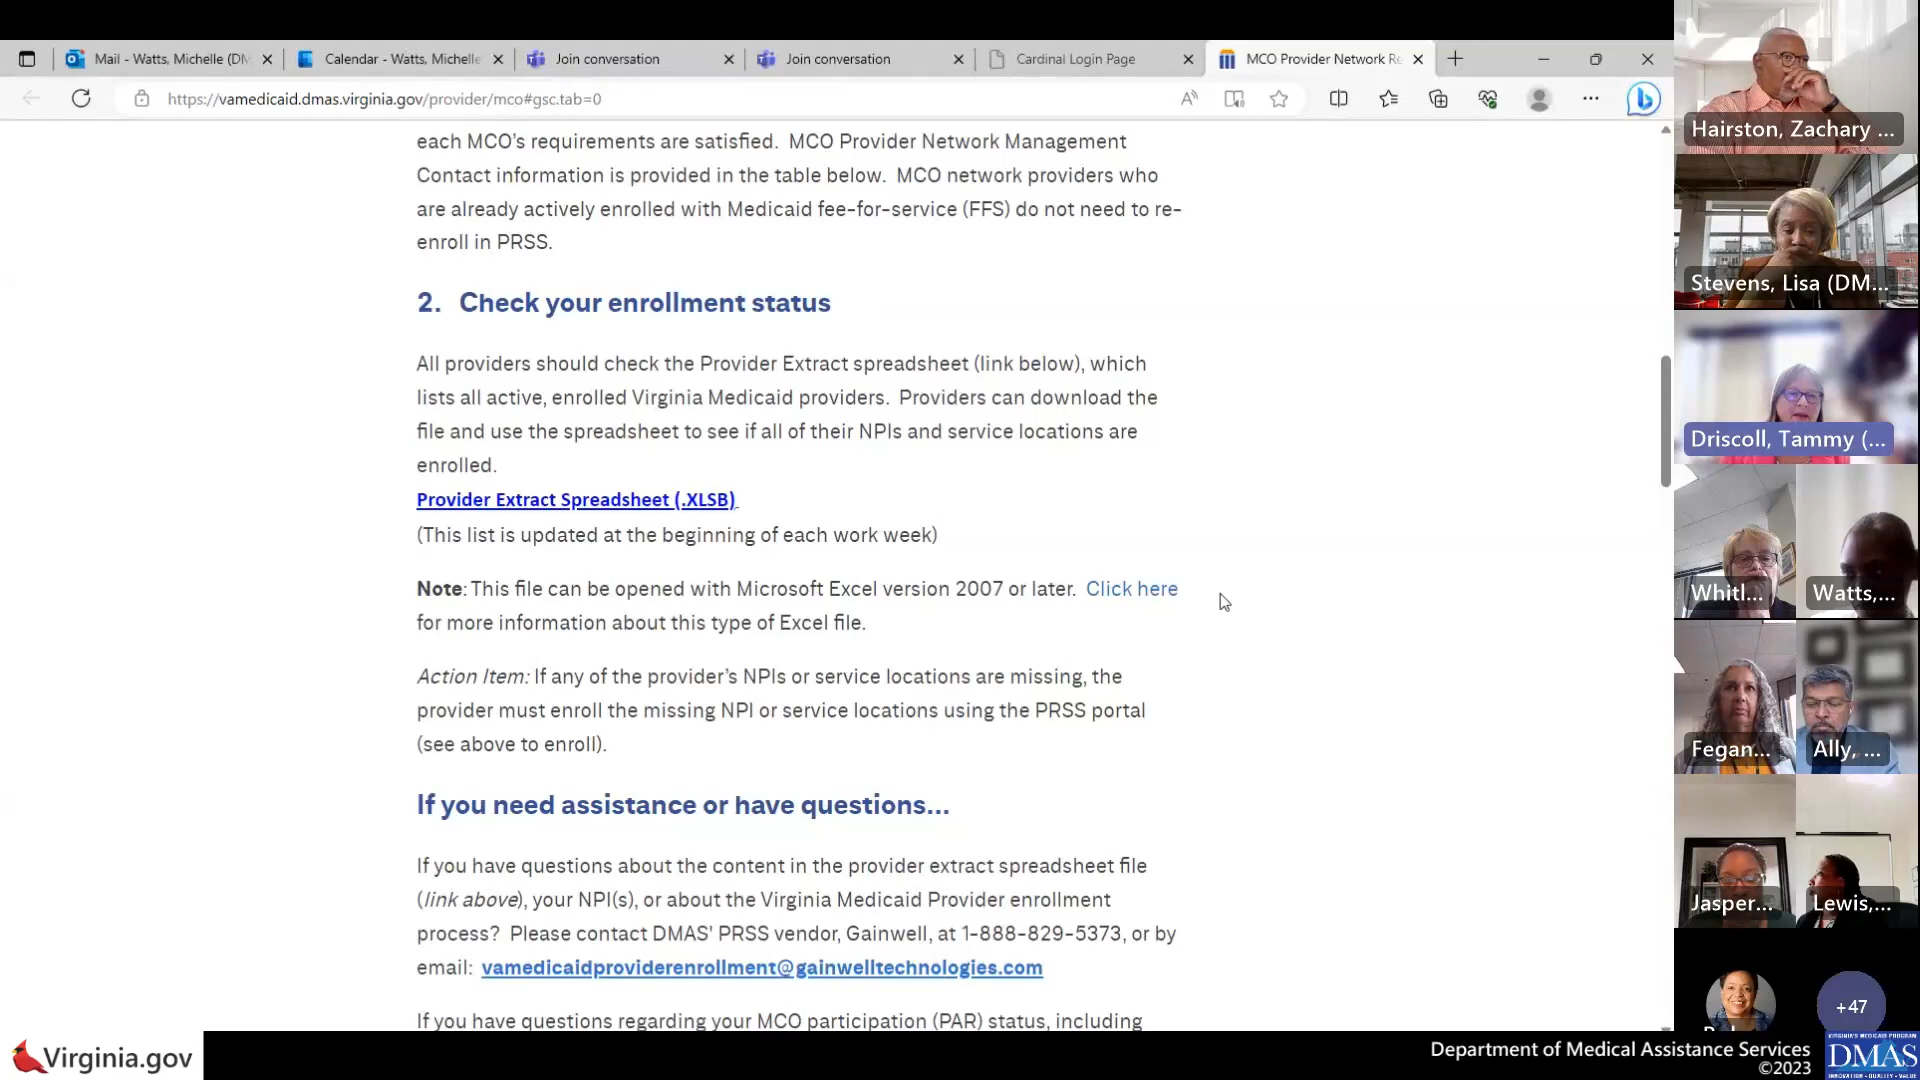 Mail - Watts, Michelle (DM
Calendar - Watts, Michelle
Join conversation
Join conversation
Cardinal Login Page
MCO Provider Network Re
https://vamedicaid.dmas.virginia.gov/provider/mco#gsc.tab=0
each MCO's requirements are satisfied. MCO Provider Network Management
Contact information is provided in the table below. MCO network providers who
are already actively enrolled with Medicaid fee-for-service (FFS) do not need to re-
enroll in PRSS.
2. Check your enrollment status
All providers should check the Provider Extract spreadsheet (link below), which
lists all active, enrolled Virginia Medicaid providers. Providers can download the
file and use the spreadsheet to see if all of their NPIs and service locations are
enrolled.
Provider Extract Spreadsheet (.XLSB)
(This list is updated at the beginning of each work week)
Note: This file can be opened with Microsoft Excel version 2007 or later. Click here
for more information about this type of Excel file.
Action Item: If any of the provider's NPIs or service locations are missing, the
provider must enroll the missing NPI or service locations using the PRSS portal
(see above to enroll).
If you need assistance or have questions...
If you have questions about the content in the provider extract spreadsheet file
(link above), your NPI(s), or about the Virginia Medicaid Provider enrollment
process? Please contact DMAS' PRSS vendor, Gainwell, at 1-888-829-5373, or by
email: vamedicaidproviderenrollment@gainwelltechnologies.com
If you have questions regarding your MCO participation (PAR) status, including
Hairston, Zachary ...
Stevens, Lisa (DM...
Driscoll, Tammy (...
Whitl...
Watts,...
Fegan...
Ally, ...
Jasper...
Lewis,...
+47
Virginia.gov
Department of Medical Assistance Services
©2023
VIRGINIA'S MEDICAID PROGRAM
DMAS
INNOVATION • QUALITY • VALUE